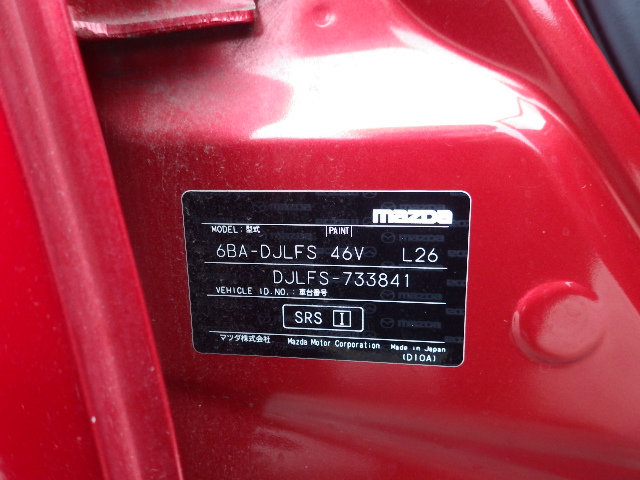 mazda
MODEL:型式 PAINT
6BA-DJLFS 46V L26
DJLFS-733841
VEHICLE ID.NO.:車台番号
SRS I
マツダ株式会社 Mazda Motor Corporation Made in Japan
(D10A)